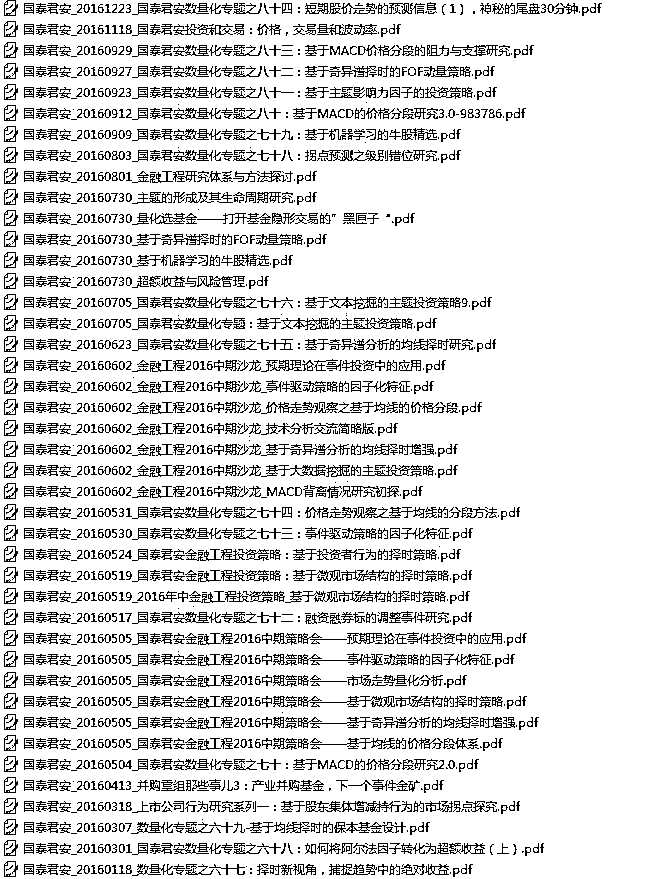 国泰君安_20161223_国泰君安数量化专题之八十四：短期股价走势的预测信息（1），神秘的尾盘30分钟.pdf
国泰君安_20161118_国泰君安投资和交易：价格，交易量和波动率.pdf
国泰君安_20160929_国泰君安数量化专题之八十三：基于MACD价格分段的阻力与支撑研究.pdf
国泰君安_20160927_国泰君安数量化专题之八十二：基于奇异谱择时的FOF动量策略.pdf
国泰君安_20160923_国泰君安数量化专题之八十一：基于主题影响力因子的投资策略.pdf
国泰君安_20160912_国泰君安数量化专题之八十：基于MACD的价格分段研究3.0-983786.pdf
国泰君安_20160909_国泰君安数量化专题之七十九：基于机器学习的牛股精选.pdf
国泰君安_20160803_国泰君安数量化专题之七十八：拐点预测之级别错位研究.pdf
国泰君安_20160801_金融工程研究体系与方法探讨.pdf
国泰君安_20160730_主题的形成及其生命周期研究.pdf
国泰君安_20160730_量化选基金——打开基金隐形交易的”黑匣子“.pdf
国泰君安_20160730_基于奇异谱择时的FOF动量策略.pdf
国泰君安_20160730_基于机器学习的牛股精选.pdf
国泰君安_20160730_超额收益与风险管理.pdf
国泰君安_20160705_国泰君安数量化专题之七十六：基于文本挖掘的主题投资策略9.pdf
国泰君安_20160705_国泰君安数量化专题：基于文本挖掘的主题投资策略.pdf
国泰君安_20160623_国泰君安数量化专题之七十五：基于奇异谱分析的均线择时研究.pdf
国泰君安_20160602_金融工程2016中期沙龙_预期理论在事件投资中的应用.pdf
国泰君安_20160602_金融工程2016中期沙龙_事件驱动策略的因子化特征.pdf
国泰君安_20160602_金融工程2016中期沙龙_价格走势观察之基于均线的价格分段.pdf
国泰君安_20160602_金融工程2016中期沙龙_技术分析交流简略版.pdf
国泰君安_20160602_金融工程2016中期沙龙_基于奇异谱分析的均线择时增强.pdf
国泰君安_20160602_金融工程2016中期沙龙_基于大数据挖掘的主题投资策略.pdf
国泰君安_20160602_金融工程2016中期沙龙_MACD背离情况研究初探.pdf
国泰君安_20160531_国泰君安数量化专题之七十四：价格走势观察之基于均线的分段方法.pdf
国泰君安_20160530_国泰君安数量化专题之七十三：事件驱动策略的因子化特征.pdf
国泰君安_20160524_国泰君安金融工程投资策略：基于投资者行为的择时策略.pdf
国泰君安_20160519_国泰君安金融工程投资策略：基于微观市场结构的择时策略.pdf
国泰君安_20160519_2016年中金融工程投资策略_基于微观市场结构的择时策略.pdf
国泰君安_20160517_国泰君安数量化专题之七十二：融资融券标的调整事件研究.pdf
国泰君安_20160505_国泰君安金融工程2016中期策略会——预期理论在事件投资中的应用.pdf
国泰君安_20160505_国泰君安金融工程2016中期策略会——事件驱动策略的因子化特征.pdf
国泰君安_20160505_国泰君安金融工程2016中期策略会——市场走势量化分析.pdf
国泰君安_20160505_国泰君安金融工程2016中期策略会——基于微观市场结构的择时策略.pdf
国泰君安_20160505_国泰君安金融工程2016中期策略会——基于奇异谱分析的均线择时增强.pdf
国泰君安_20160505_国泰君安金融工程2016中期策略会——基于均线的价格分段体系.pdf
国泰君安_20160504_国泰君安数量化专题之七十：基于MACD的价格分段研究2.0.pdf
国泰君安_20160413_并购重组那些事儿3：产业并购基金，下一个事件金矿.pdf
国泰君安_20160318_上市公司行为研究系列一：基于股东集体增减持行为的市场拐点探究.pdf
国泰君安_20160307_数量化专题之六十九-基于均线择时的保本基金设计.pdf
国泰君安_20160301_国泰君安数量化专题之六十八：如何将阿尔法因子转化为超额收益（上）.pdf
国泰君安_20160118_数量化专题之六十七：择时新视角，捕捉趋势中的绝对收益.pdf